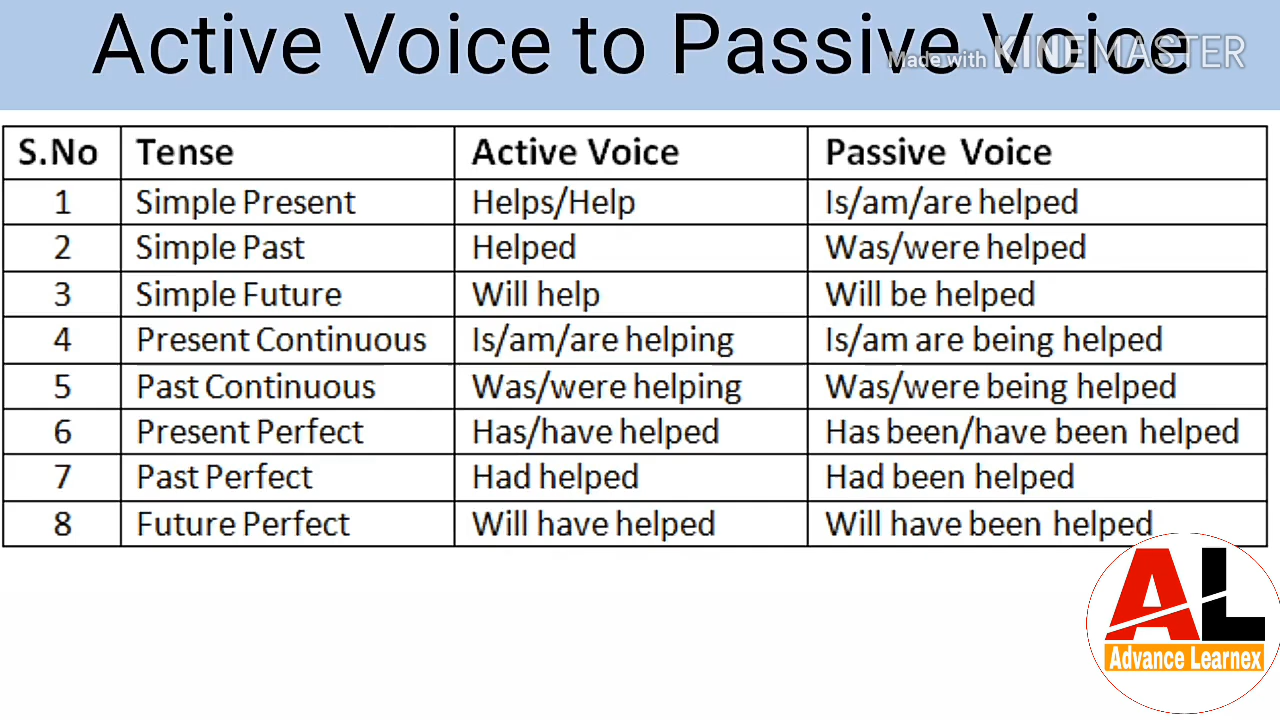 Active Voice to Passive Voice
Made with KINEMASTER
S.No Tense Active Voice Passive Voice
1 Simple Present Helps/Help Is/am/are helped
2 Simple Past Helped Was/were helped
3 Simple Future Will help Will be helped
4 Present Continuous Is/am/are helping Is/am are being helped
5 Past Continuous Was/were helping Was/were being helped
6 Present Perfect Has/have helped Has been/have been helped
7 Past Perfect Had helped Had been helped
8 Future Perfect Will have helped Will have been helped
AL
Advance Learnex